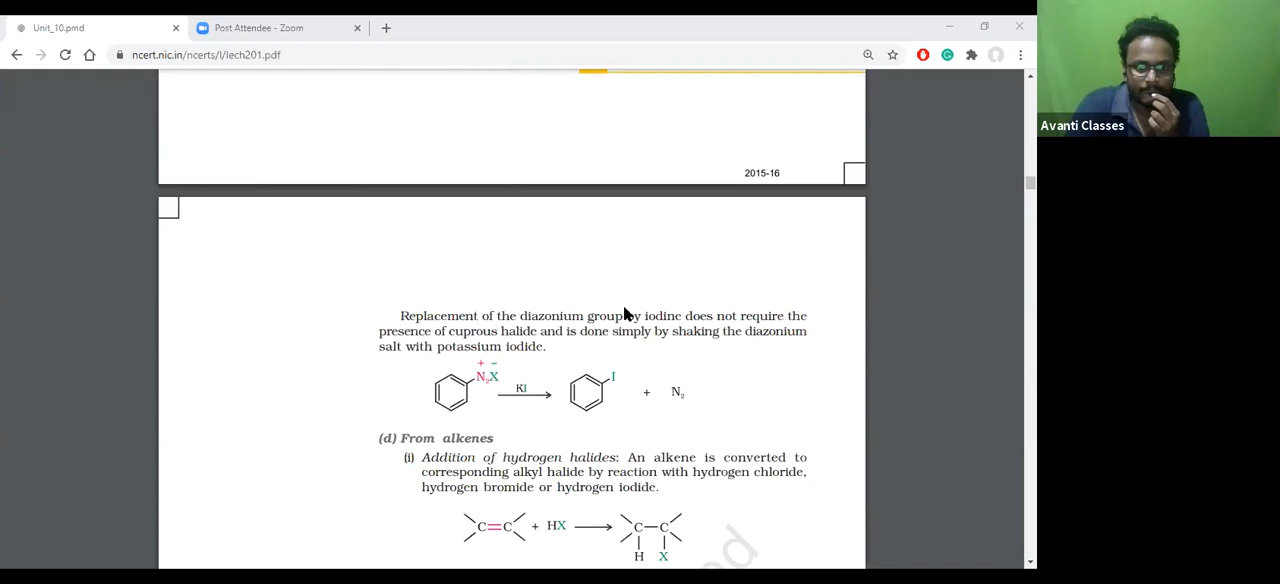 Unit_10.pmd
Post Attendee - Zoom
ncert.nic.in/ncerts/l/lech201.pdf
Avanti Classes
2015-16
Replacement of the diazonium group by iodine does not require the
presence of cuprous halide and is done simply by shaking the diazonium
salt with potassium iodide.
+ −
N₂X
KI
I
+ N₂
(d) From alkenes
(i) Addition of hydrogen halides: An alkene is converted to
corresponding alkyl halide by reaction with hydrogen chloride,
hydrogen bromide or hydrogen iodide.
C=C + HX C—C
H X